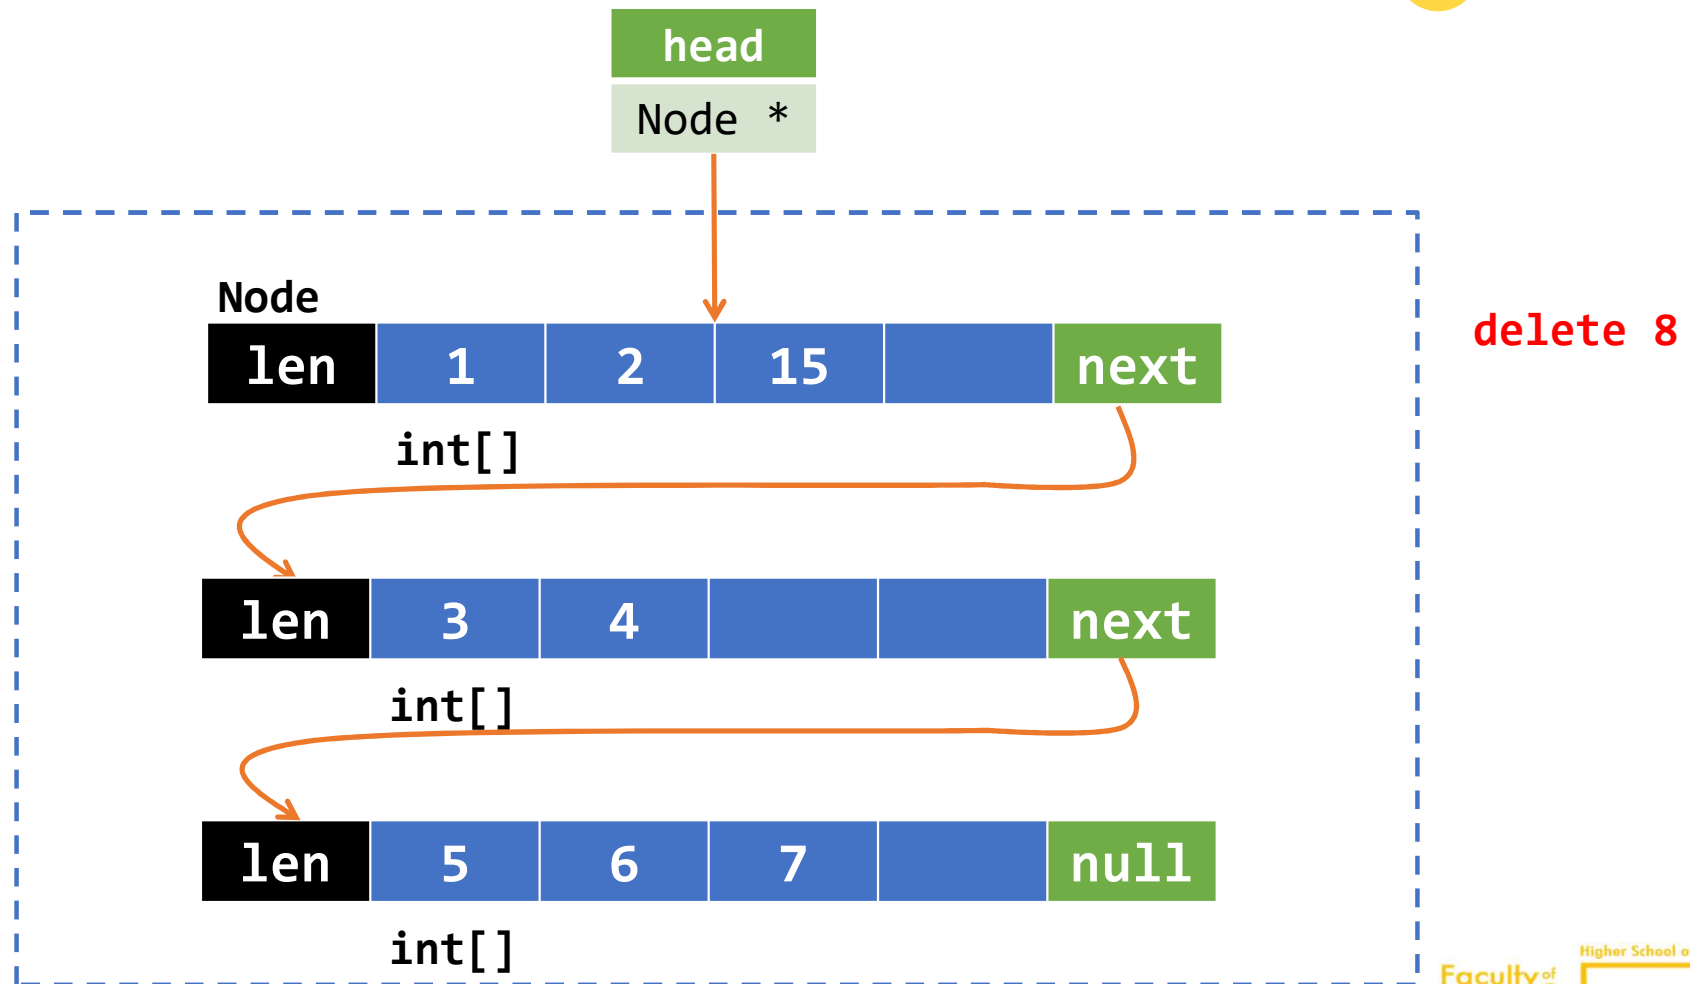 head
Node *
Node
delete 8
len 1 2 15 next
int[]
len 3 4 next
int[]
len 5 6 7 null
int[]
Higher School o
Faculty of